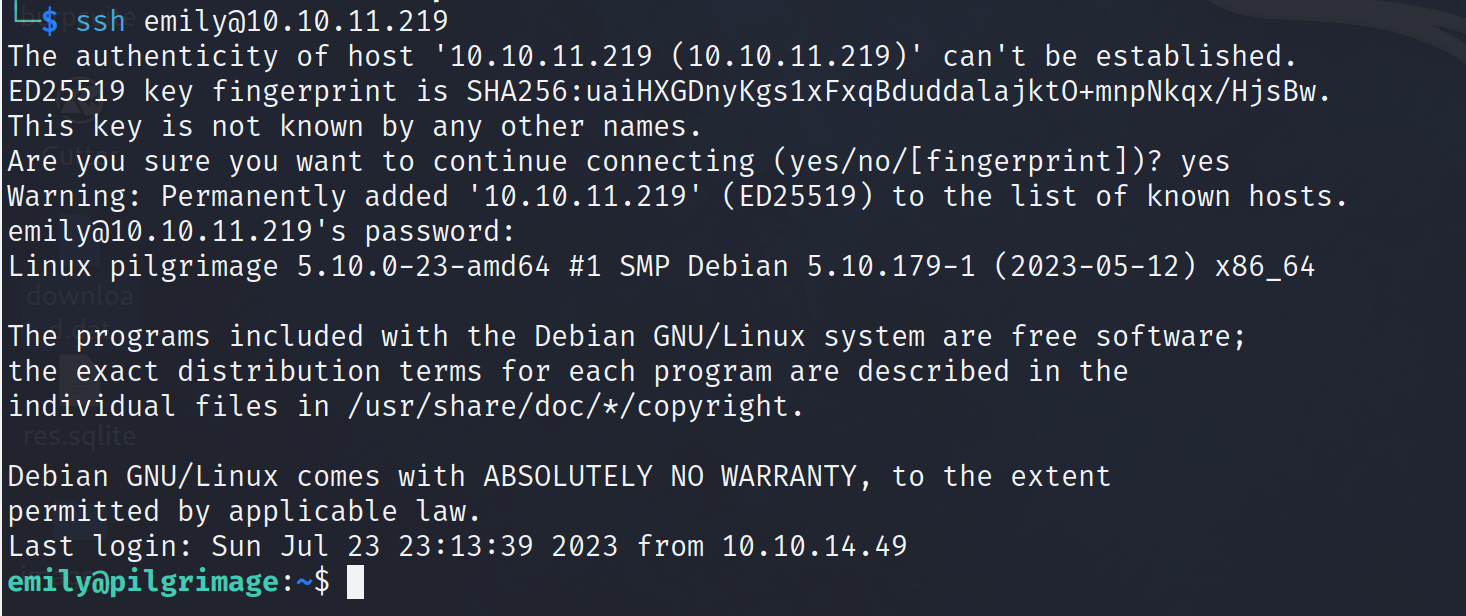 └─$ ssh emily@10.10.11.219
The authenticity of host '10.10.11.219 (10.10.11.219)' can't be established.
ED25519 key fingerprint is SHA256:uaiHXGDnyKgs1xFxqBduddalajktO+mnpNkqx/HjsBw.
This key is not known by any other names.
Are you sure you want to continue connecting (yes/no/[fingerprint])? yes
Warning: Permanently added '10.10.11.219' (ED25519) to the list of known hosts.
emily@10.10.11.219's password:
Linux pilgrimage 5.10.0-23-amd64 #1 SMP Debian 5.10.179-1 (2023-05-12) x86_64
downloa
d.dat
The programs included with the Debian GNU/Linux system are free software;
the exact distribution terms for each program are described in the
individual files in /usr/share/doc/*/copyright.
res.sqlite
Debian GNU/Linux comes with ABSOLUTELY NO WARRANTY, to the extent
permitted by applicable law.
Last login: Sun Jul 23 23:13:39 2023 from 10.10.14.49
emily@pilgrimage:~$